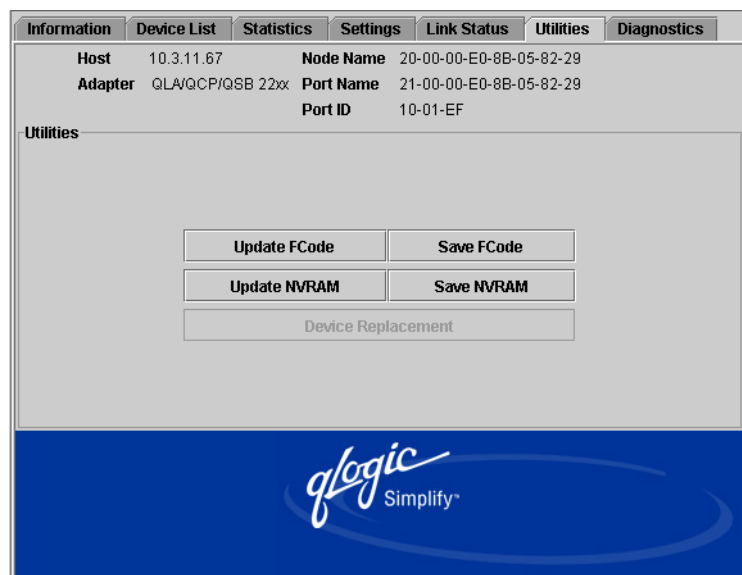 Information Device List Statistics Settings Link Status Utilities Diagnostics
Host 10.3.11.67 Node Name 20-00-00-E0-8B-05-82-29
Adapter QLA/QCP/QSB 22xx Port Name 21-00-00-E0-8B-05-82-29
Port ID 10-01-EF
Utilities
Update FCode Save FCode
Update NVRAM Save NVRAM
Device Replacement
qlogic
Simplify™